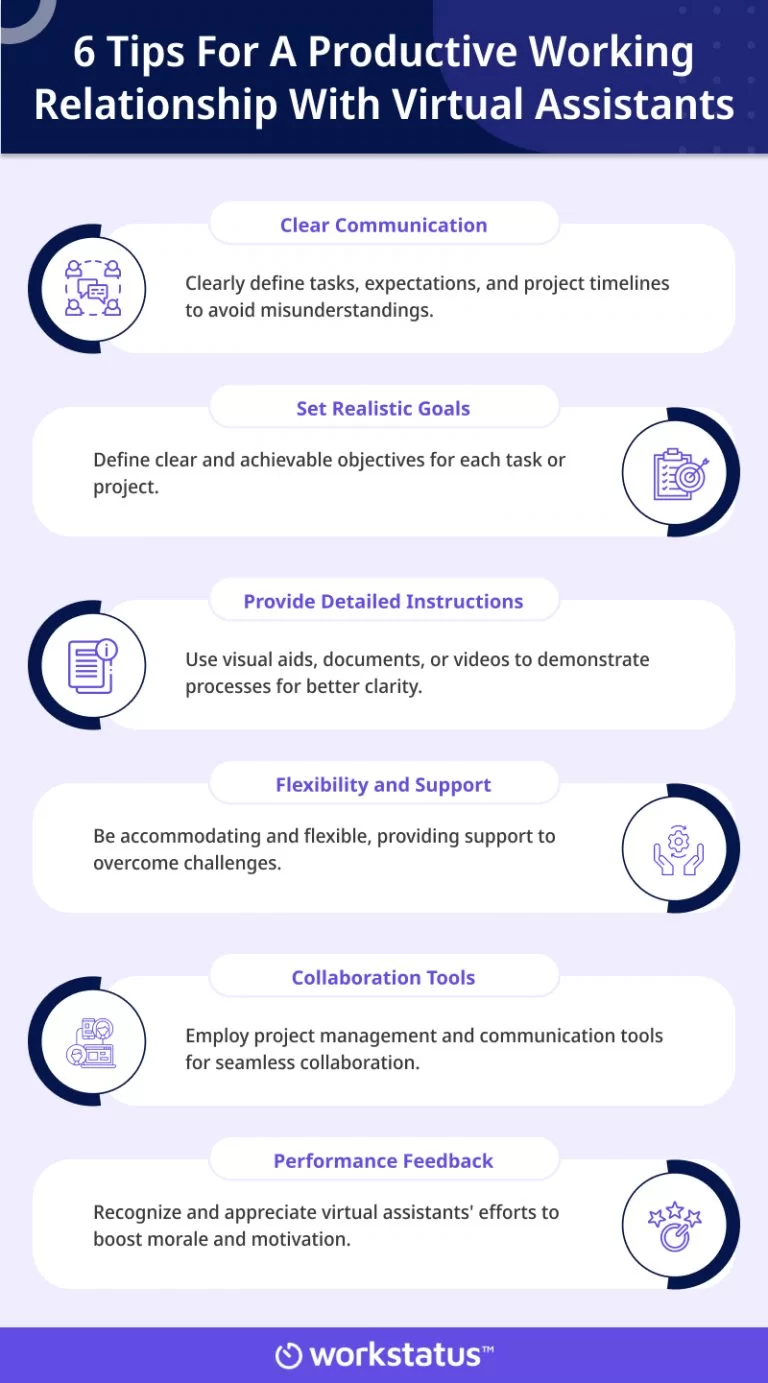 6 Tips For A Productive Working
Relationship With Virtual Assistants
Clear Communication
Clearly define tasks, expectations, and project timelines
to avoid misunderstandings.
Set Realistic Goals
Define clear and achievable objectives for each task or
project.
Provide Detailed Instructions
Use visual aids, documents, or videos to demonstrate
processes for better clarity.
Flexibility and Support
Be accommodating and flexible, providing support to
overcome challenges.
Collaboration Tools
Employ project management and communication tools
for seamless collaboration.
Performance Feedback
Recognize and appreciate virtual assistants' efforts to
boost morale and motivation.
workstatus™